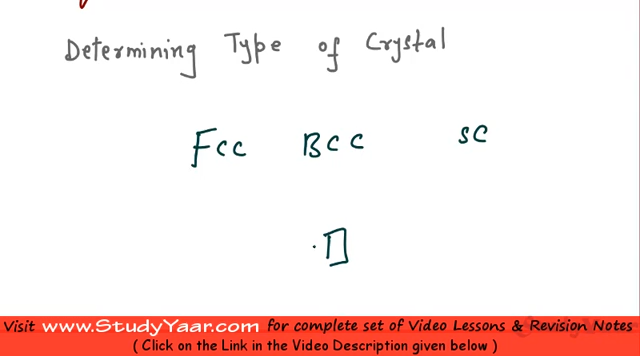 Determining Type of Crystal
Fcc BCC SC
Visit www.StudyYaar.com for complete set of Video Lessons & Revision Notes
( Click on the Link in the Video Description given below )